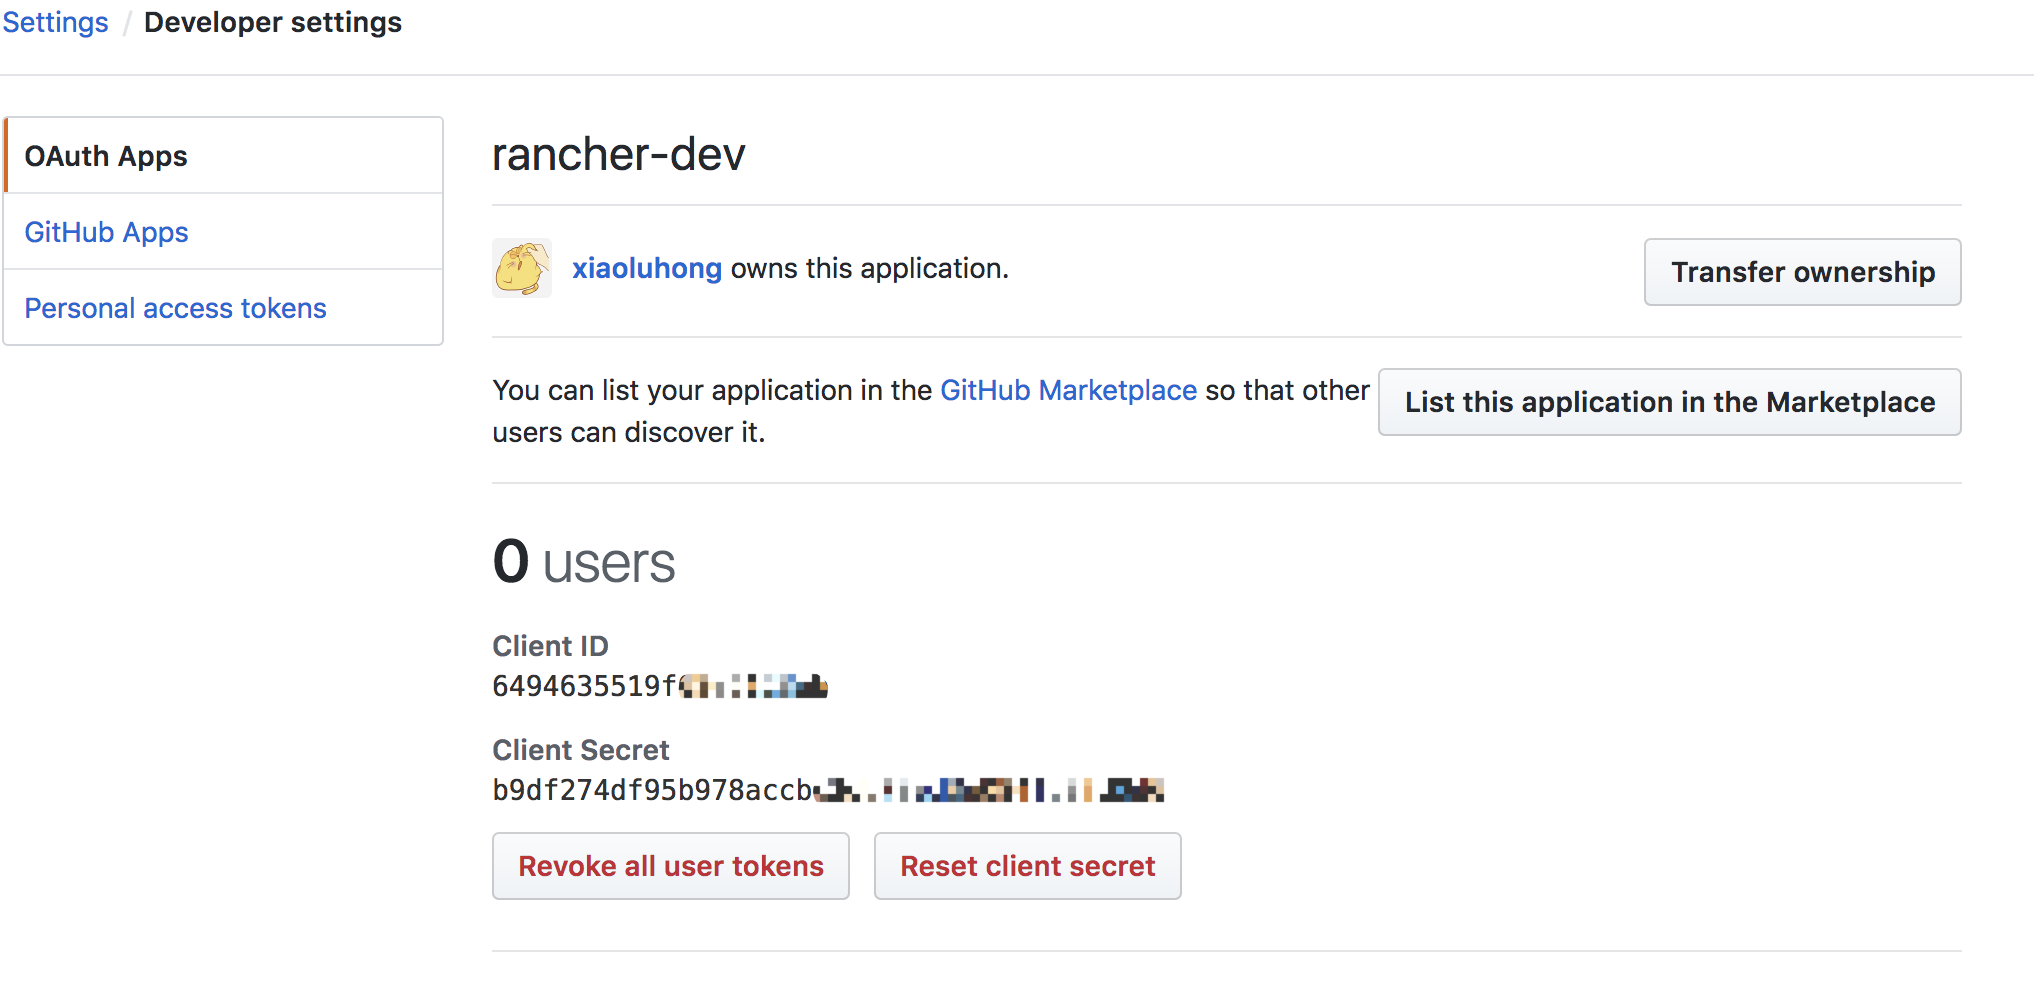 Settings / Developer settings
OAuth Apps
GitHub Apps
Personal access tokens
rancher-dev
xiaoluhong owns this application.
Transfer ownership
You can list your application in the GitHub Marketplace so that other
users can discover it.
List this application in the Marketplace
0 users
Client ID
6494635519f
Client Secret
b9df274df95b978accb
Revoke all user tokens
Reset client secret